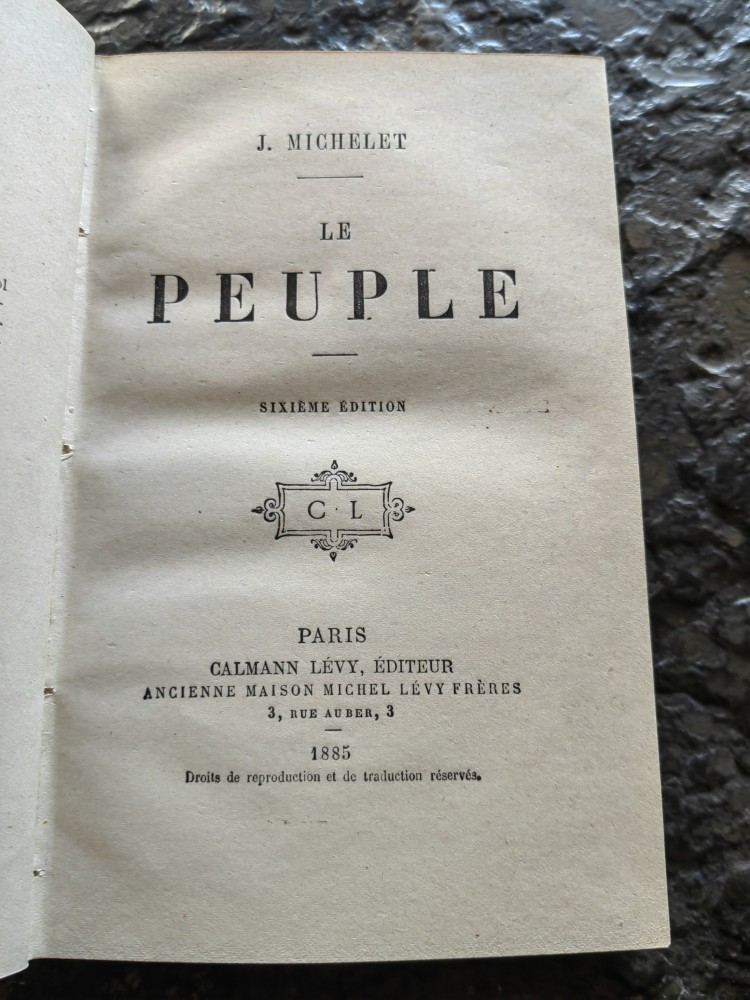 J. MICHELET
LE
PEUPLE
SIXIÈME ÉDITION
C · L
PARIS
CALMANN LÉVY, ÉDITEUR
ANCIENNE MAISON MICHEL LÉVY FRÈRES
3, RUE AUBER, 3
1885
Droits de reproduction et de traduction réservés.